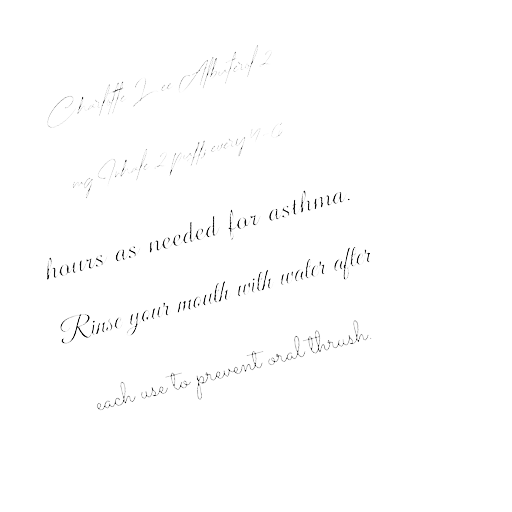 Charlotte Lee Albuterol 2
mg Inhale 2 puffs every 4-6
hours as needed for asthma.
Rinse your mouth with water after
each use to prevent oral thrush.